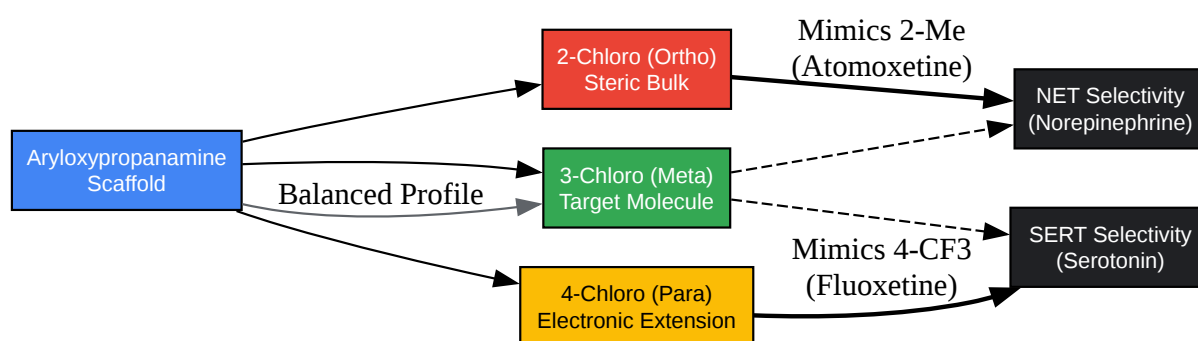 Aryloxypropanamine
Scaffold
Balanced Profile
2-Chloro (Ortho)
Steric Bulk
3-Chloro (Meta)
Target Molecule
4-Chloro (Para)
Electronic Extension
Mimics 2-Me
(Atomoxetine)
Mimics 4-CF3
(Fluoxetine)
NET Selectivity
(Norepinephrine)
SERT Selectivity
(Serotonin)